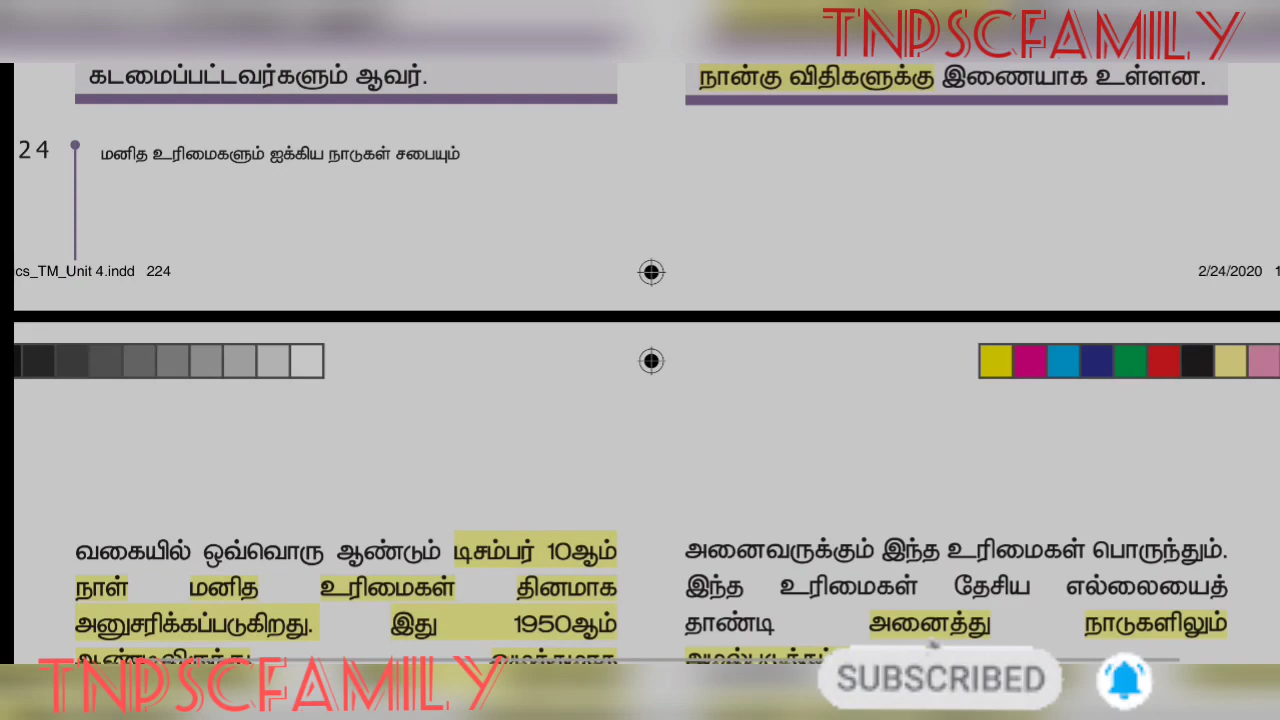 TNPSCFAMILY
கடமைப்பட்டவர்களும் ஆவர்.
நான்கு விதிகளுக்கு இணையாக உள்ளன.
24
மனித உரிமைகளும் ஐக்கிய நாடுகள் சபையும்
cs_TM_Unit 4.indd 224
2/24/2020 1
வகையில் ஒவ்வொரு ஆண்டும் டிசம்பர் 10ஆம்
நாள் மனித உரிமைகள் தினமாக
அனுசரிக்கப்படுகிறது. இது 1950ஆம்
அனைவருக்கும் இந்த உரிமைகள் பொருந்தும்.
இந்த உரிமைகள் தேசிய எல்லையைத்
தாண்டி அனைத்து நாடுகளிலும்
TNPSCFAMILY
SUBSCRIBED